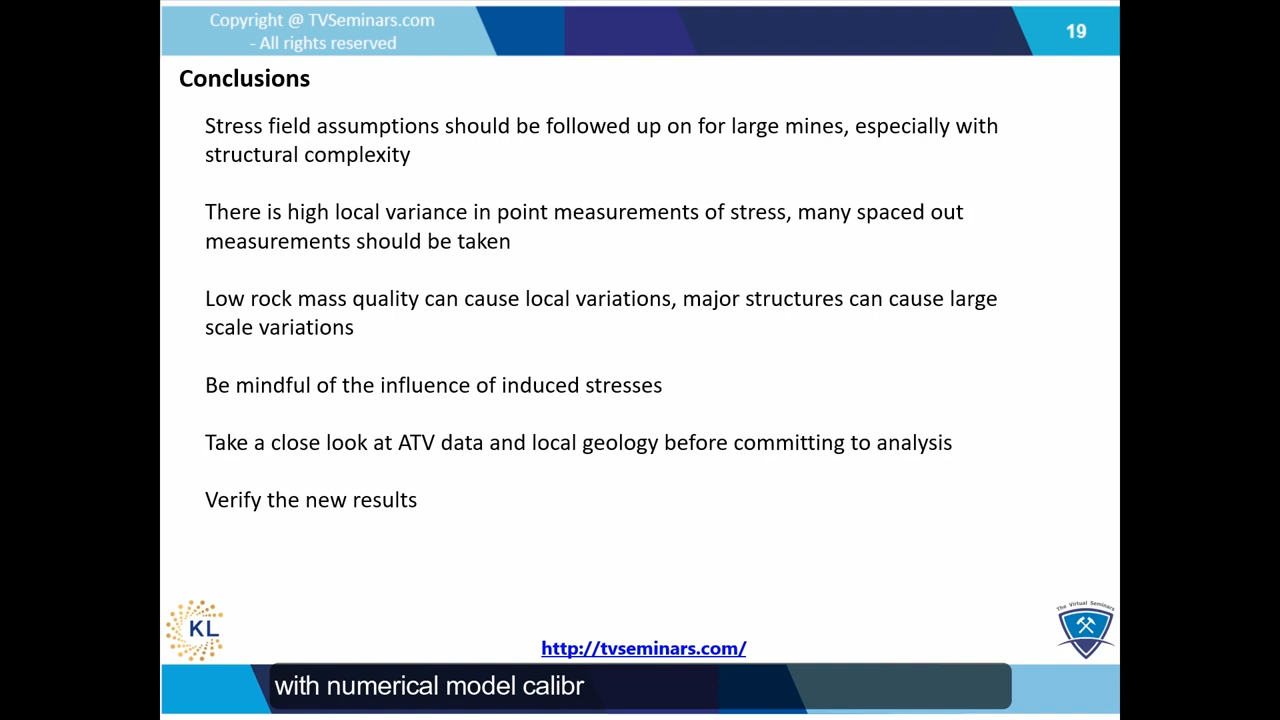 Copyright @ TVSeminars.com
- All rights reserved
19
Conclusions
Stress field assumptions should be followed up on for large mines, especially with
structural complexity
There is high local variance in point measurements of stress, many spaced out
measurements should be taken
Low rock mass quality can cause local variations, major structures can cause large
scale variations
Be mindful of the influence of induced stresses
Take a close look at ATV data and local geology before committing to analysis
Verify the new results
KL
The Virtual Seminars
http://tvseminars.com/
with numerical model calibr